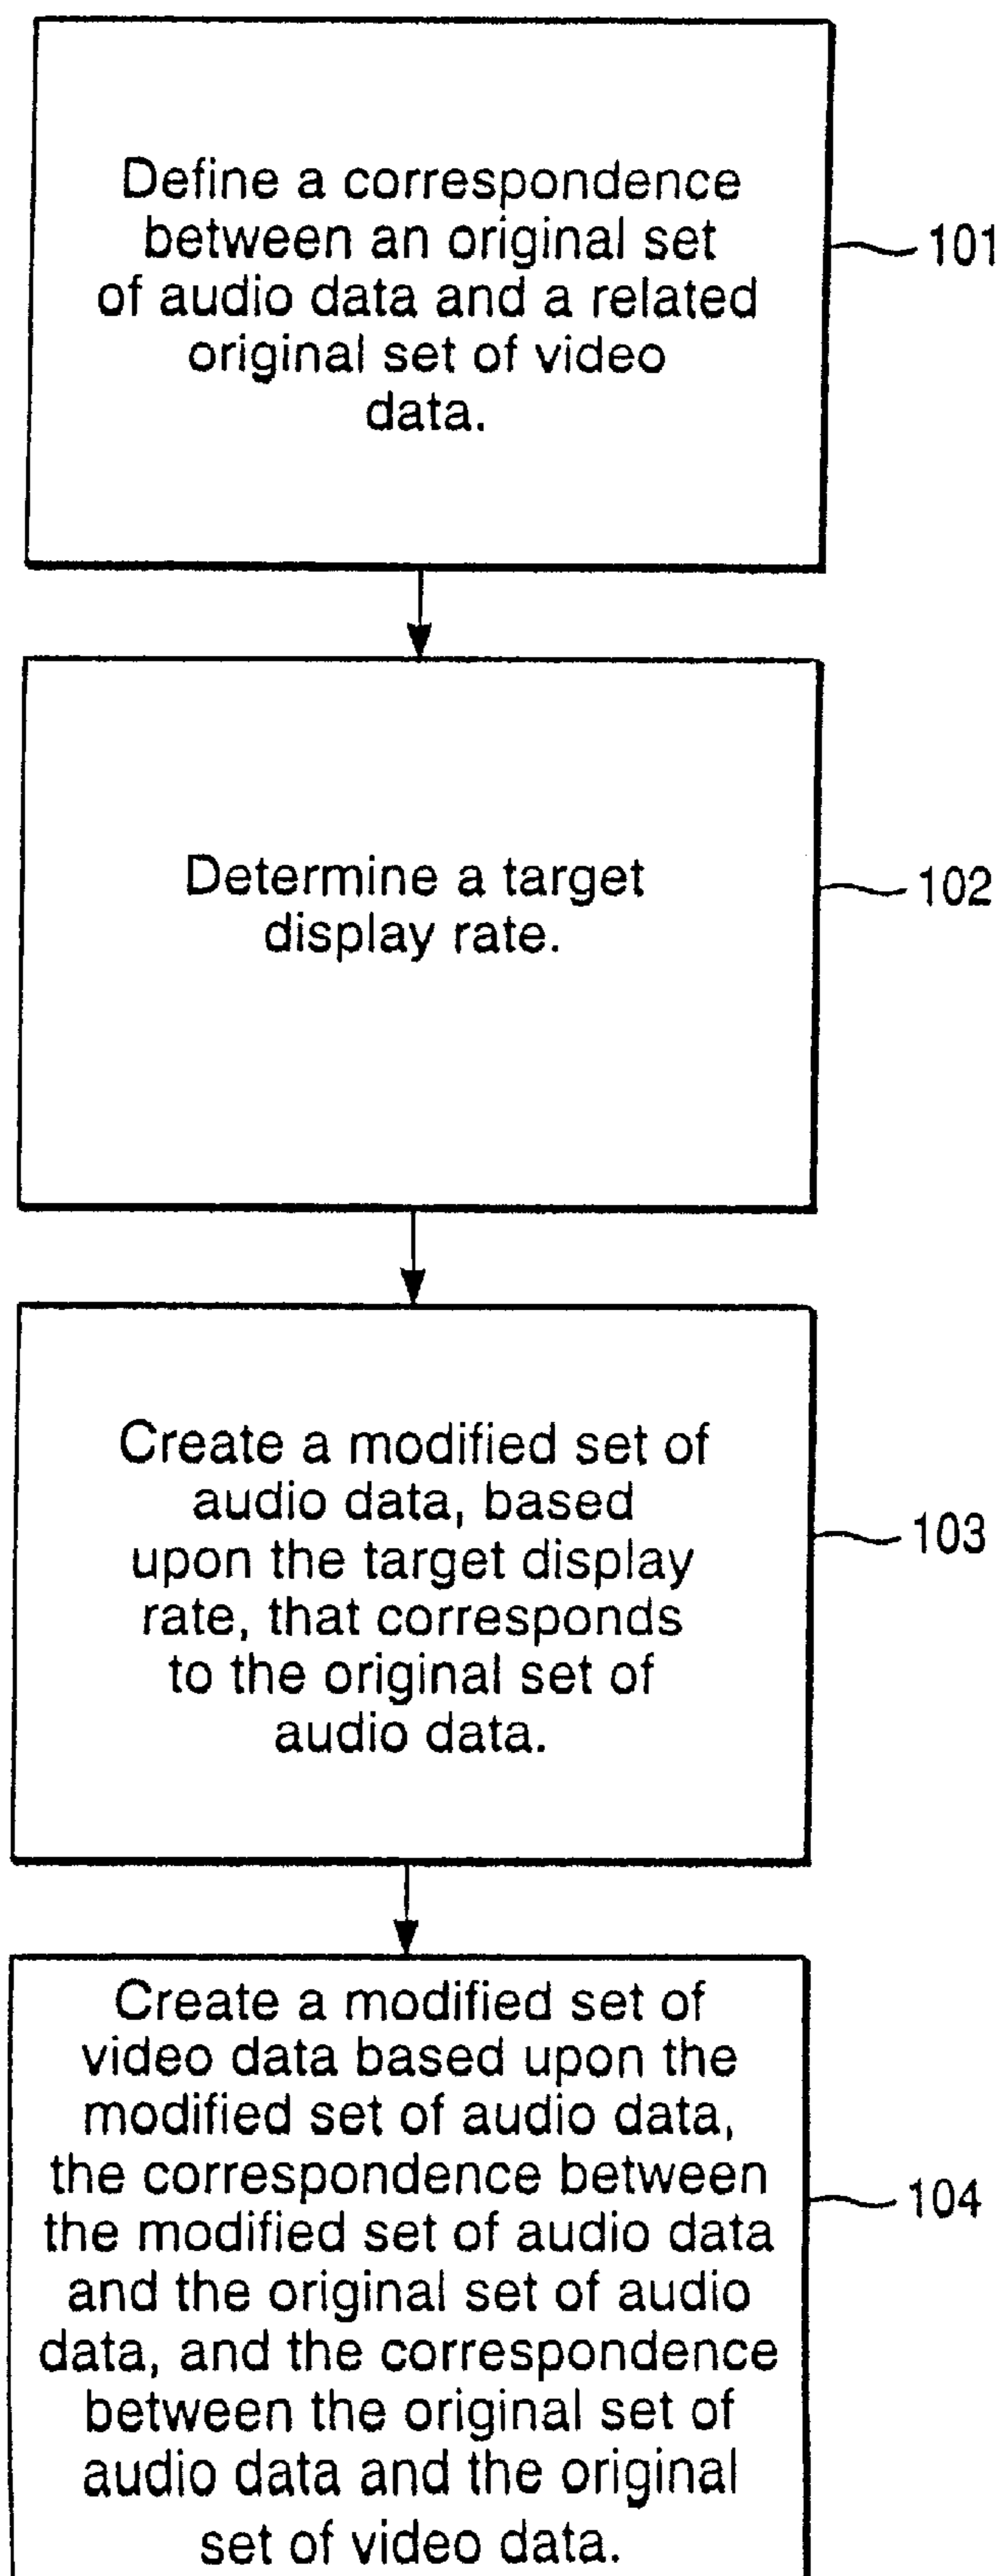 Define a correspondence
between an original set
of audio data and a related
original set of video
data.
101
Determine a target
display rate.
102
Create a modified set of
audio data, based
upon the target display
rate, that corresponds
to the original set of
audio data.
103
Create a modified set of
video data based upon the
modified set of audio data,
the correspondence between
the modified set of audio data
and the original set of audio
data, and the correspondence
between the original set of
audio data and the original
set of video data.
104